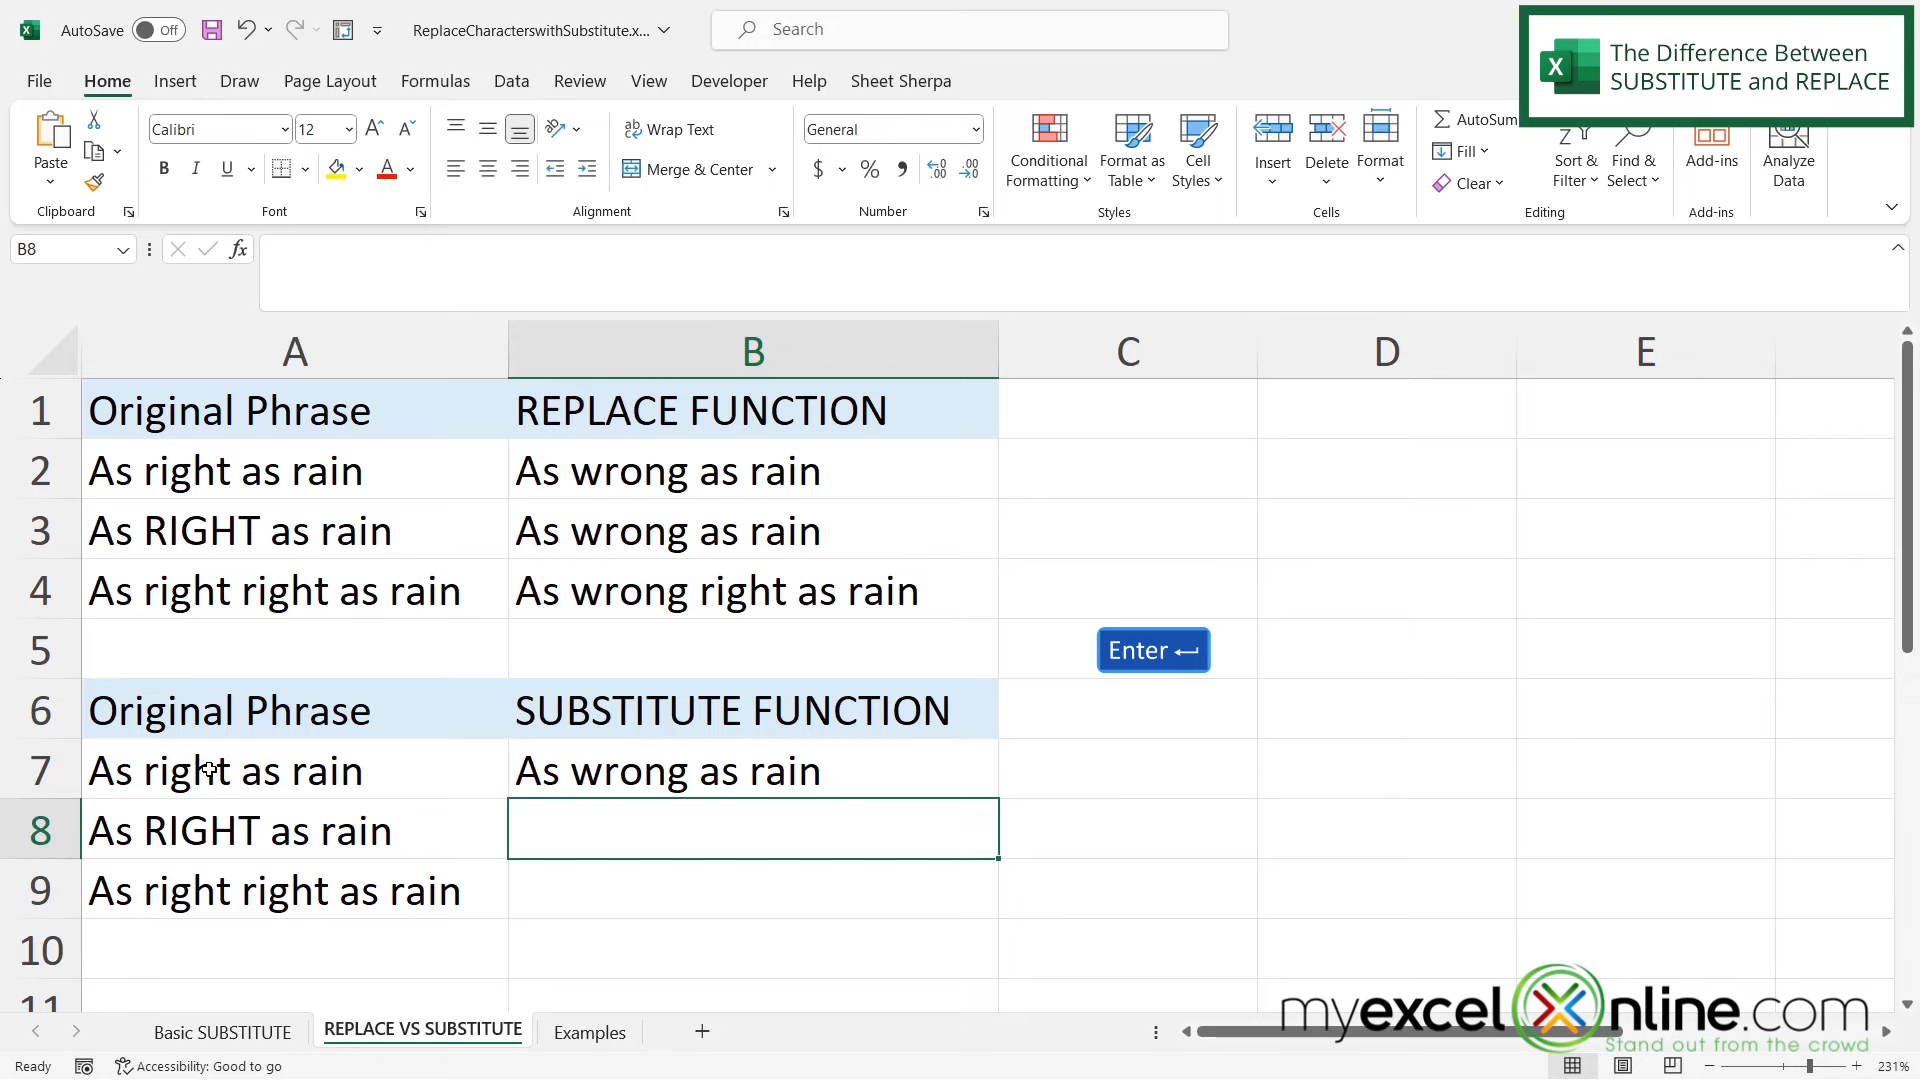 AutoSave Off ReplaceCharacterswithSubstitute.x... Search
The Difference Between
SUBSTITUTE and REPLACE
File Home Insert Draw Page Layout Formulas Data Review View Developer Help Sheet Sherpa
Paste
Clipboard
Calibri 12
B I U
Font
ab Wrap Text
Merge & Center
Alignment
General
$ % , .00
Number
Conditional Formatting
Format as Table
Cell Styles
Styles
Insert
Delete
Format
Cells
AutoSum
Fill
Clear
Sort & Filter
Find & Select
Editing
Add-ins
Add-ins
Analyze Data
B8 fx
A B C D E
1 Original Phrase REPLACE FUNCTION
2 As right as rain As wrong as rain
3 As RIGHT as rain As wrong as rain
4 As right right as rain As wrong right as rain
5 Enter
6 Original Phrase SUBSTITUTE FUNCTION
7 As right as rain As wrong as rain
8 As RIGHT as rain
9 As right right as rain
10
11
myexcelonline.com
Stand out from the crowd
Basic SUBSTITUTE REPLACE VS SUBSTITUTE Examples
Ready Accessibility: Good to go 231%